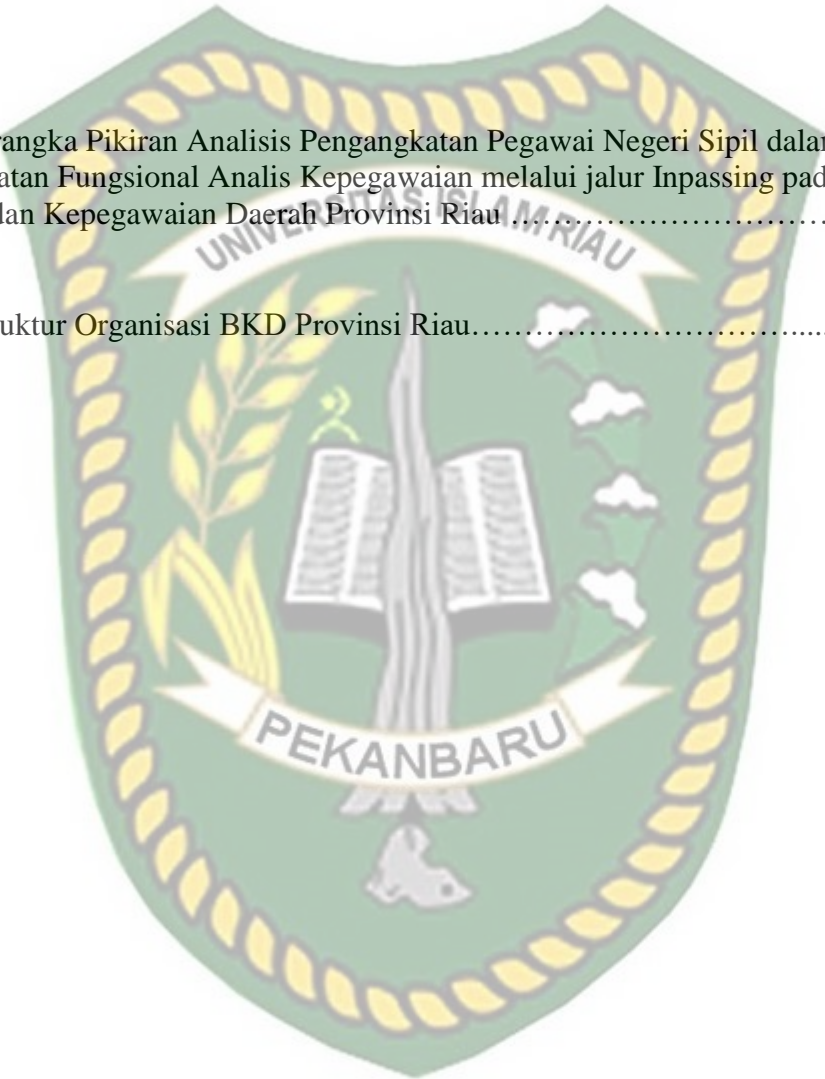 rangka Pikiran Analisis Pengangkatan Pegawai Negeri Sipil dalam
atan Fungsional Analis Kepegawaian melalui jalur Inpassing pad
dan Kepegawaian Daerah Provinsi Riau ……………………………
UNIVERSITAS ISLAM RIAU
uktur Organisasi BKD Provinsi Riau…………………………....
PEKANBARU